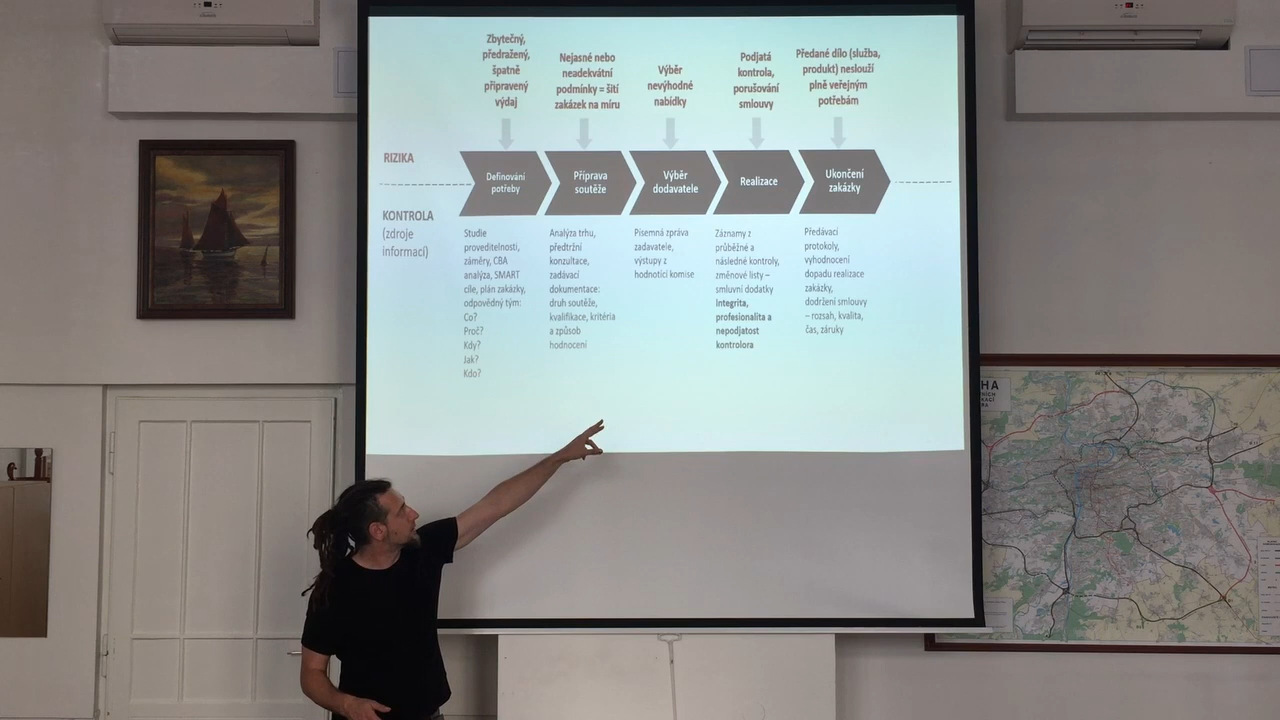 Zbytečný,
předražený,
špatně
připravený
výdaj
Nejasné nebo
neadekvátní
podmínky = šití
zakázek na míru
Výběr
nevýhodné
nabídky
Podjatá
kontrola,
porušování
smlouvy
Předané dílo (služba,
produkt) neslouží
plně veřejným
potřebám
RIZIKA
Definování
potřeby
Příprava
soutěže
Výběr
dodavatele
Realizace
Ukončení
zakázky
KONTROLA
(zdroje
informací)
Studie
proveditelnosti,
záměry, CBA
analýza, SMART
cíle, plán zakázky,
odpovědný tým:
Co?
Proč?
Kdy?
Jak?
Kdo?
Analýza trhu,
předtržní
konzultace,
zadávací
dokumentace:
druh soutěže,
kvalifikace, kritéria
a způsob
hodnocení
Písemná zpráva
zadavatele,
výstupy z
hodnotící komise
Záznamy z
průběžné a
následné kontroly,
změnové listy –
smluvní dodatky
Integrita,
profesionalita a
nepodjatost
kontrolora
Předávací
protokoly,
vyhodnocení
dopadu realizace
zakázky,
dodržení smlouvy
– rozsah, kvalita,
čas, záruky
HA